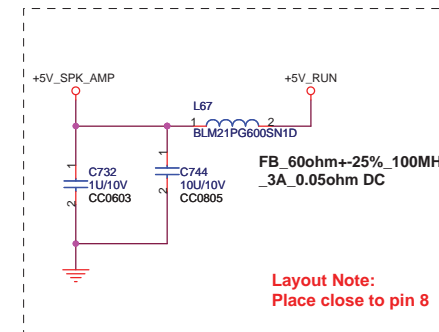 +5V_SPK_AMP
+5V_RUN
L67
1 2
BLM21PG600SN1D
FB_60ohm+-25%_100MH
_3A_0.05ohm DC
1
C732
1U/10V
CC0603
2
1
C744
10U/10V
CC0805
2
Layout Note:
Place close to pin 8